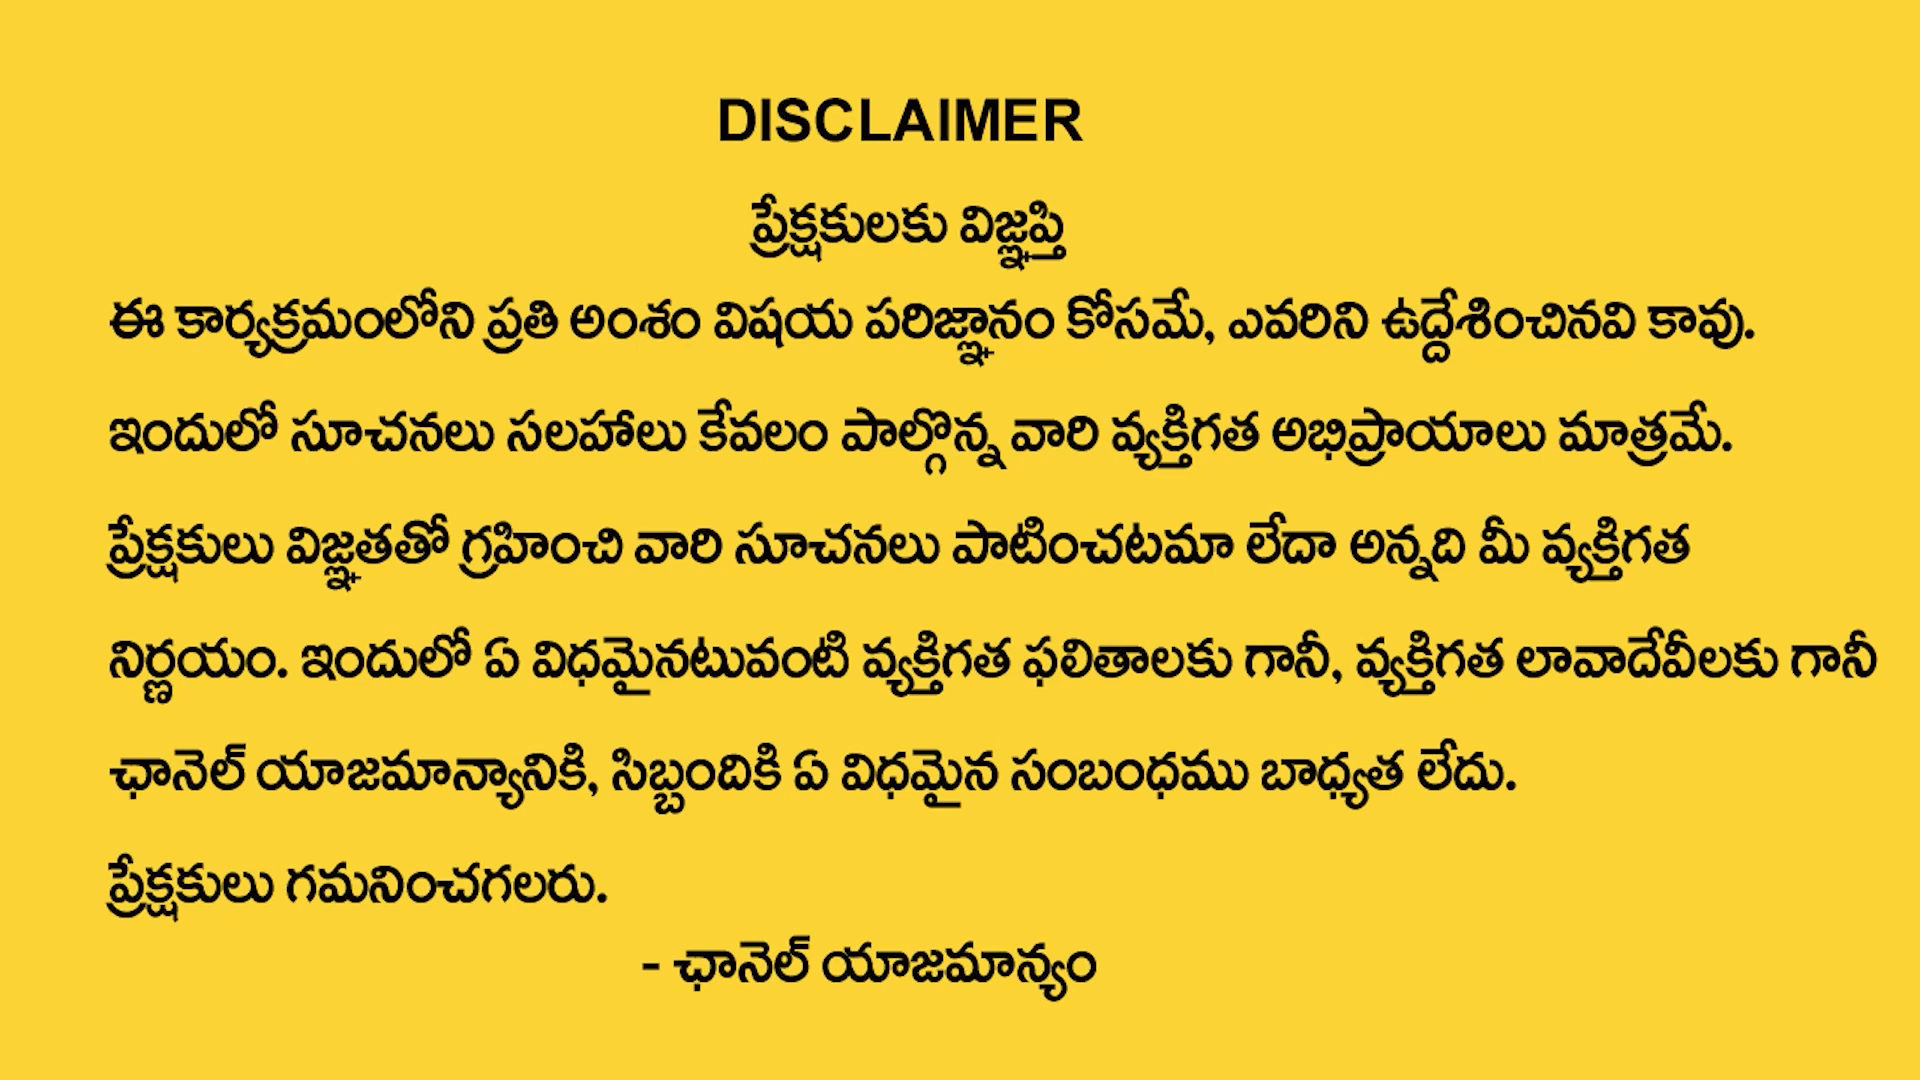 DISCLAIMER
ప్రేక్షకులకు విజ్ఞప్తి
ఈ కార్యక్రమంలోని ప్రతి అంశం విషయ పరిజ్ఞానం కోసమే, ఎవరిని ఉద్దేశించినవి కావు.
ఇందులో సూచనలు సలహాలు కేవలం పాల్గొన్న వారి వ్యక్తిగత అభిప్రాయాలు మాత్రమే.
ప్రేక్షకులు విజ్ఞతతో గ్రహించి వారి సూచనలు పాటించటమా లేదా అన్నది మీ వ్యక్తిగత
నిర్ణయం. ఇందులో ఏ విధమైనటువంటి వ్యక్తిగత ఫలితాలకు గానీ, వ్యక్తిగత లావాదేవీలకు గానీ
ఛానెల్ యాజమాన్యానికి, సిబ్బందికి ఏ విధమైన సంబంధము బాధ్యత లేదు.
ప్రేక్షకులు గమనించగలరు.
- ఛానెల్ యాజమాన్యం